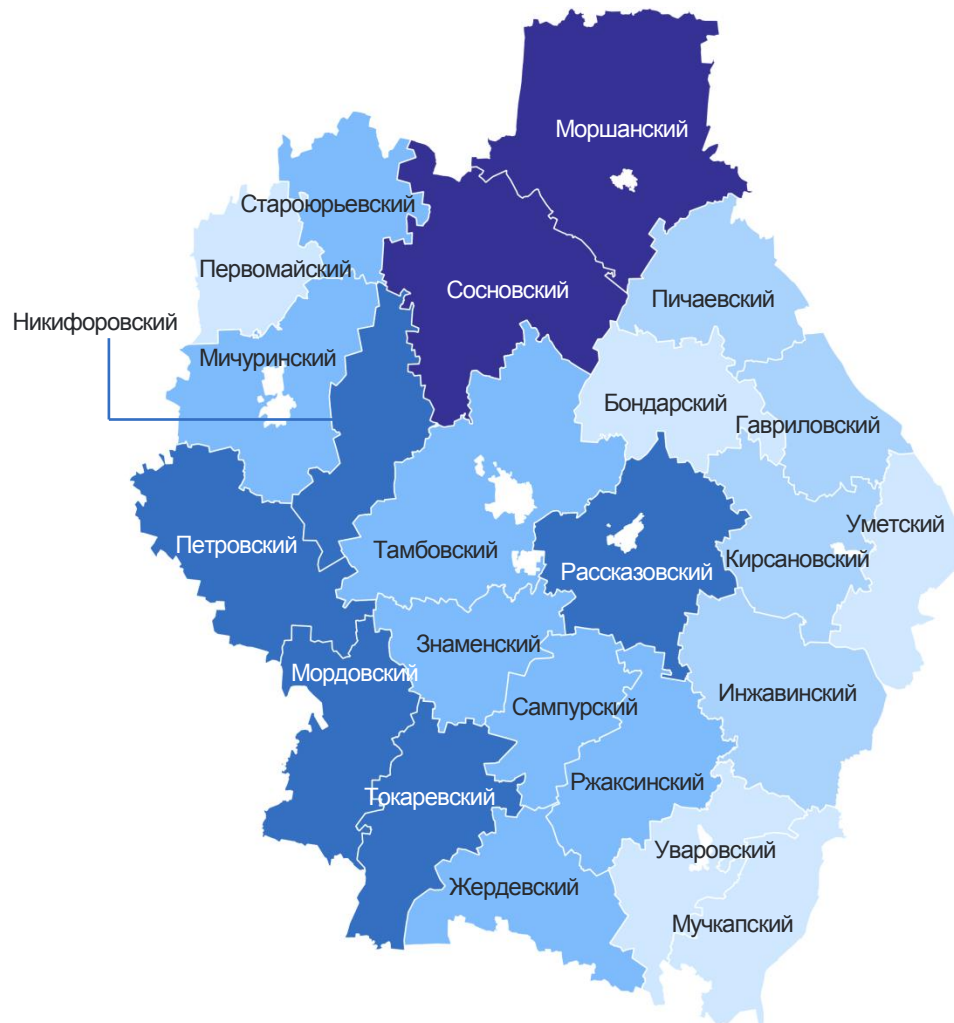 Моршанский
Староюрьевский
Первомайский
Сосновский
Пичаевский
Никифоровский
Мичуринский
Бондарский
Гавриловский
Уметский
Петровский
Тамбовский
Кирсановский
Рассказовский
Знаменский
Мордовский
Инжавинский
Сампурский
Ржаксинский
Токаревский
Уваровский
Жердевский
Мучкапский